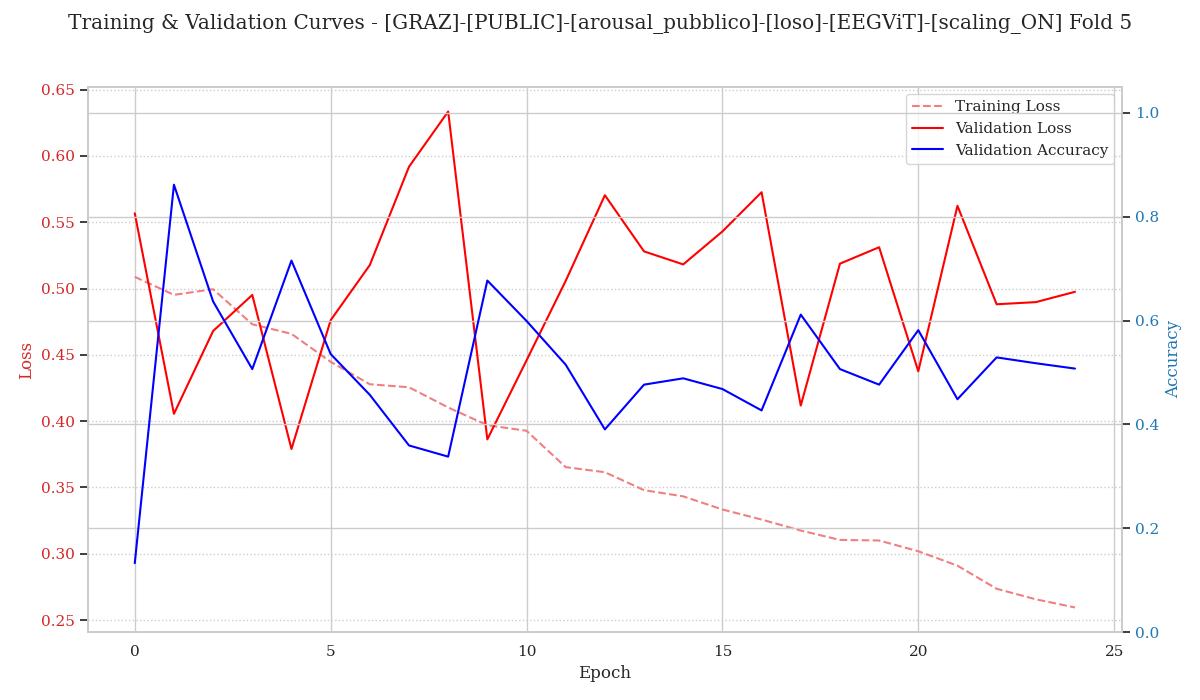 Training & Validation Curves - [GRAZ]-[PUBLIC]-[arousal_pubblico]-[loso]-[EEGViT]-[scaling_ON] Fold 5
Training Loss
Validation Loss
Validation Accuracy
Loss
0.65
0.60
0.55
0.50
0.45
0.40
0.35
0.30
0.25
1.0
0.8
0.6
0.4
0.2
0.0
Accuracy
0 5 10 15 20 25
Epoch